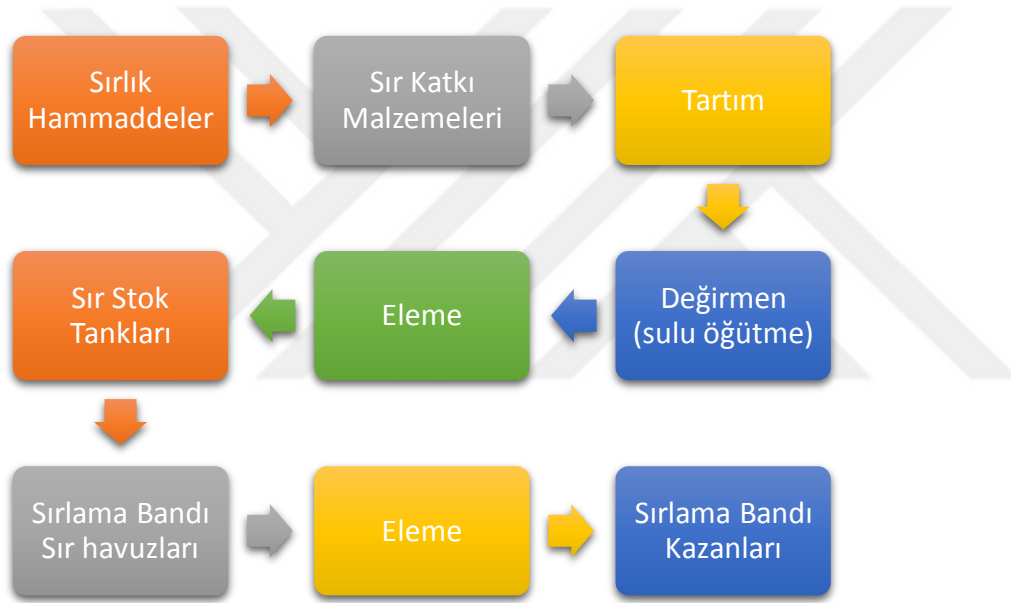 Sırlık
Hammaddeler
Sır Katkı
Malzemeleri
Tartım
Değirmen
(sulu öğütme)
Eleme
Sır Stok
Tankları
Sırlama Bandı
Sır havuzları
Eleme
Sırlama Bandı
Kazanları